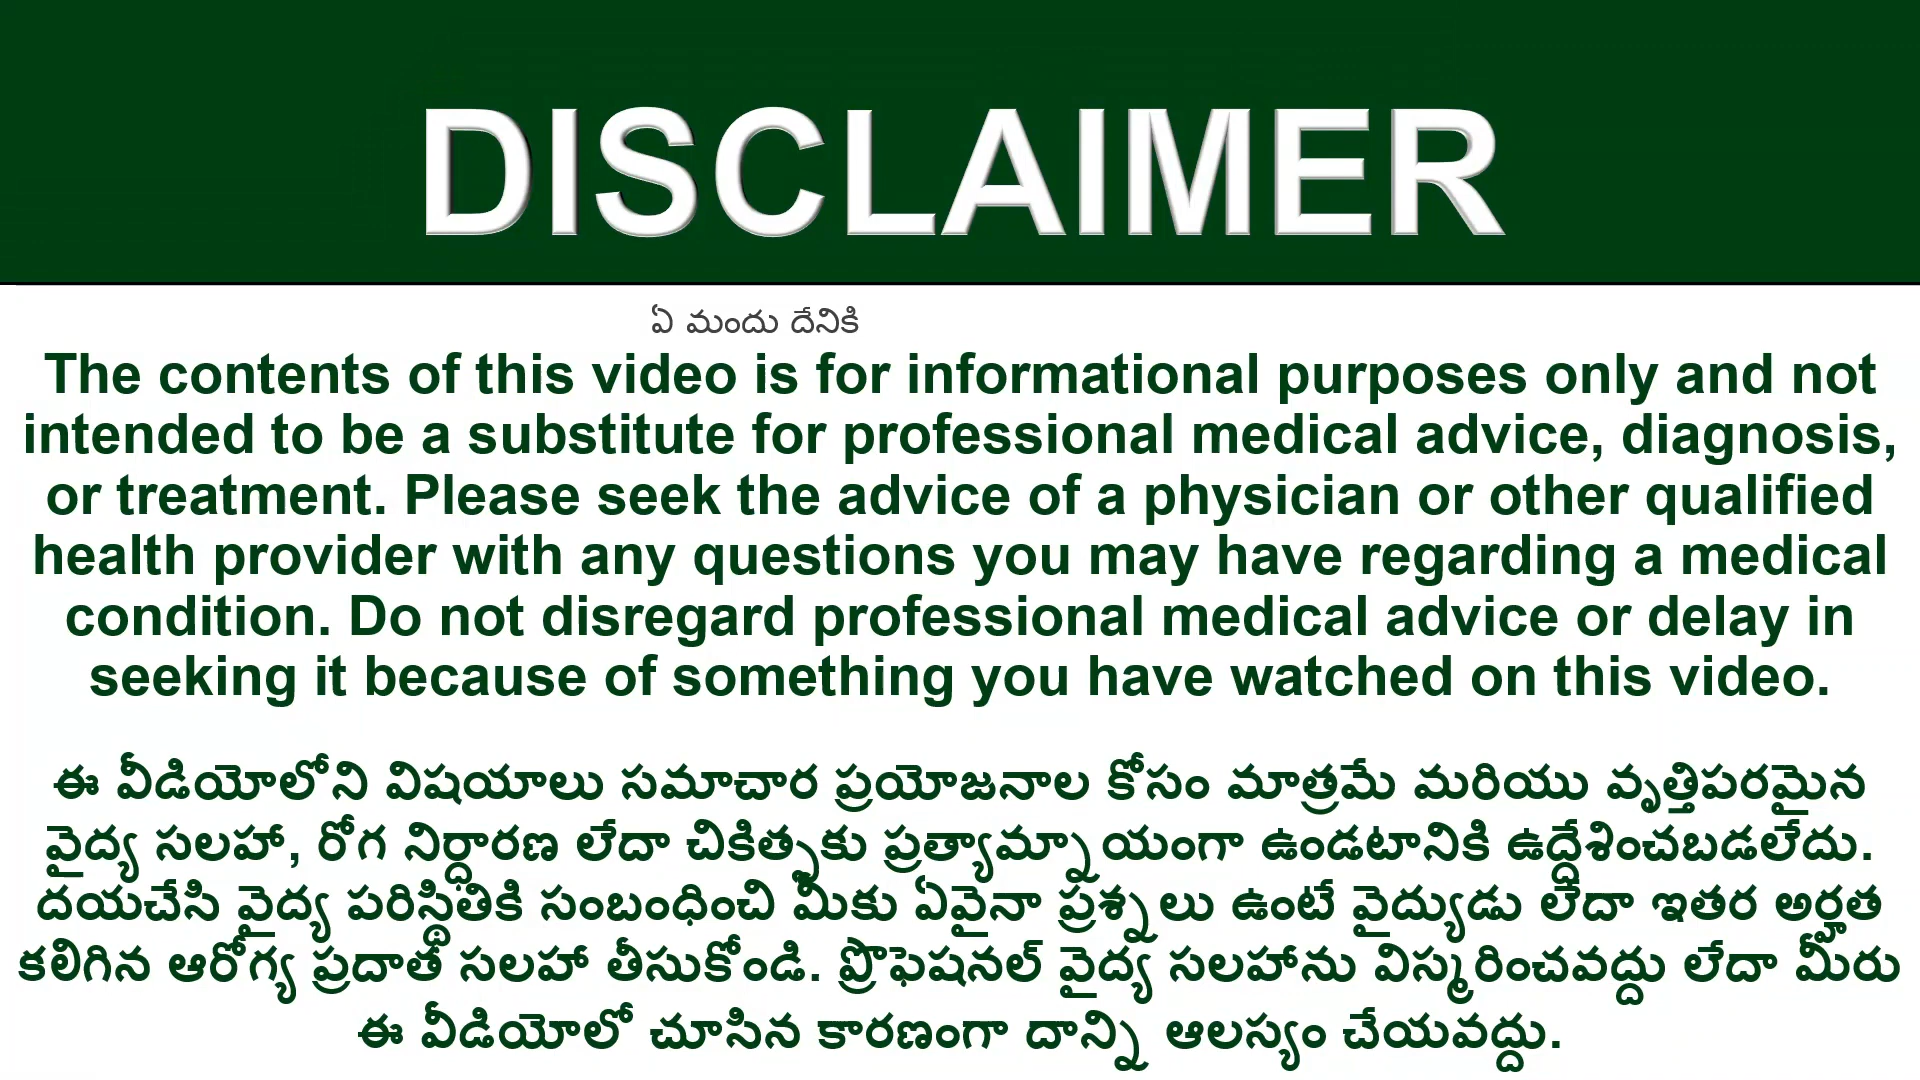 DISCLAIMER
ఏ మందు దేనికి
The contents of this video is for informational purposes only and not
intended to be a substitute for professional medical advice, diagnosis,
or treatment. Please seek the advice of a physician or other qualified
health provider with any questions you may have regarding a medical
condition. Do not disregard professional medical advice or delay in
seeking it because of something you have watched on this video.
ఈ వీడియోలోని విషయాలు సమాచార ప్రయోజనాల కోసం మాత్రమే మరియు వృత్తిపరమైన
వైద్య సలహా, రోగ నిర్ధారణ లేదా చికిత్సకు ప్రత్యామ్నాయంగా ఉండటానికి ఉద్దేశించబడలేదు.
దయచేసి వైద్య పరిస్థితికి సంబంధించి మీకు ఏవైనా ప్రశ్నలు ఉంటే వైద్యుడు లేదా ఇతర అర్హత
కలిగిన ఆరోగ్య ప్రదాత సలహా తీసుకోండి. ప్రొఫెషనల్ వైద్య సలహాను విస్మరించవద్దు లేదా మీరు
ఈ వీడియోలో చూసిన కారణంగా దాన్ని ఆలస్యం చేయవద్దు.